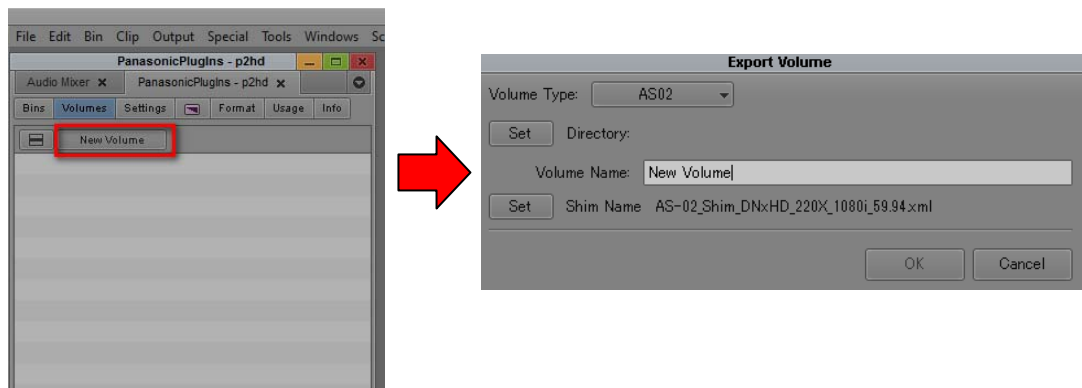 File Edit Bin Clip Output Special Tools Windows Sc
PanasonicPlugIns - p2hd
Audio Mixer PanasonicPlugIns - p2hd
Bins Volumes Settings Format Usage Info
New Volume
Export Volume
Volume Type: AS02
Set Directory:
Volume Name: New Volume
Set Shim Name AS-02_Shim_DNxHD_220X_1080i_59.94.xml
OK Cancel